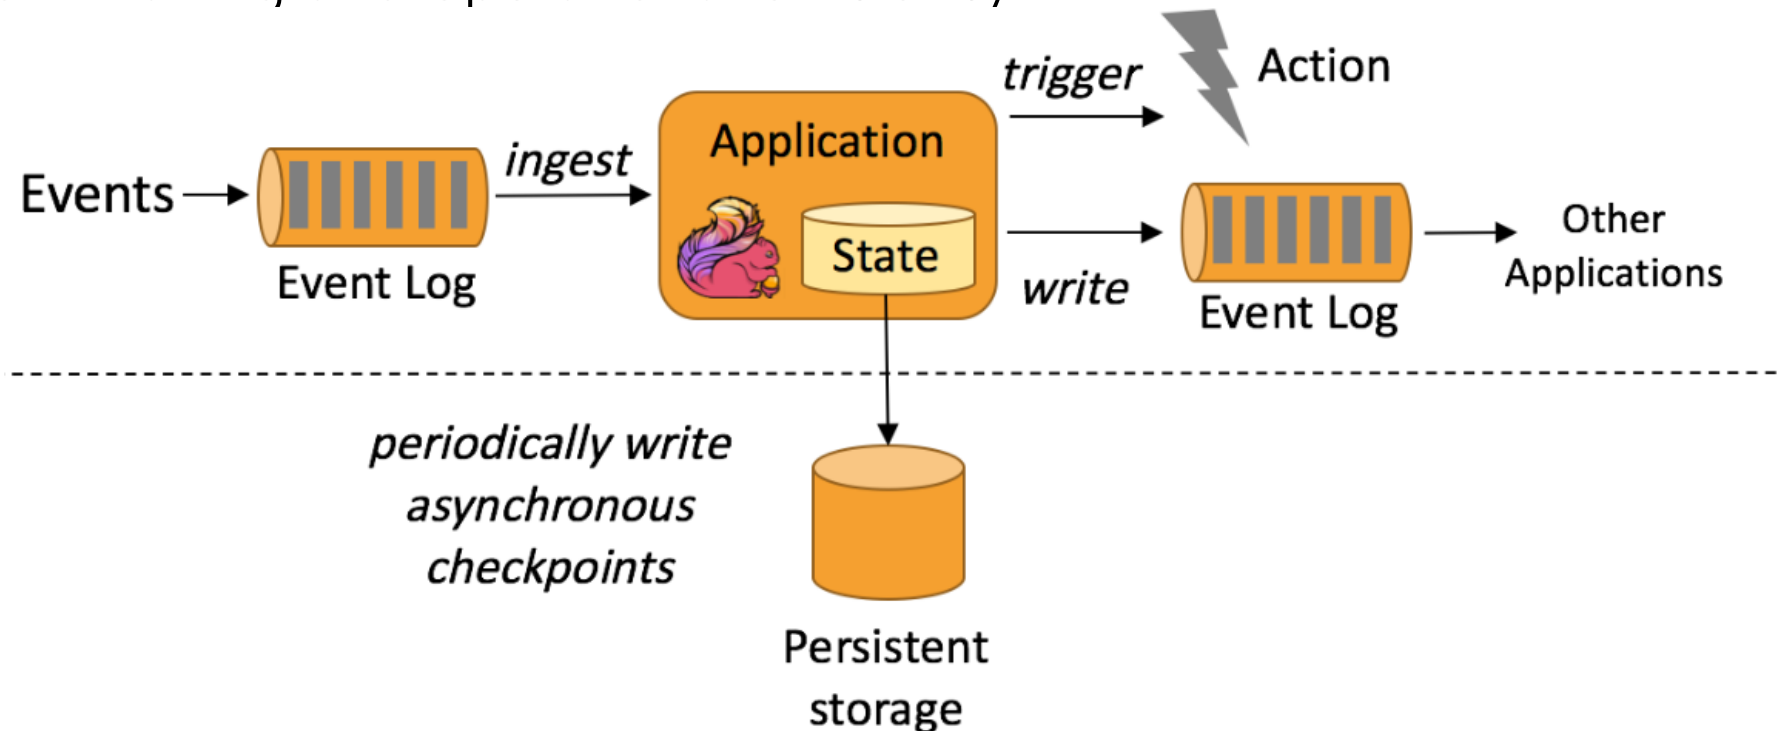 Events
Event Log
ingest
Application
State
trigger
Action
write
Event Log
Other
Applications
periodically write
asynchronous
checkpoints
Persistent
storage